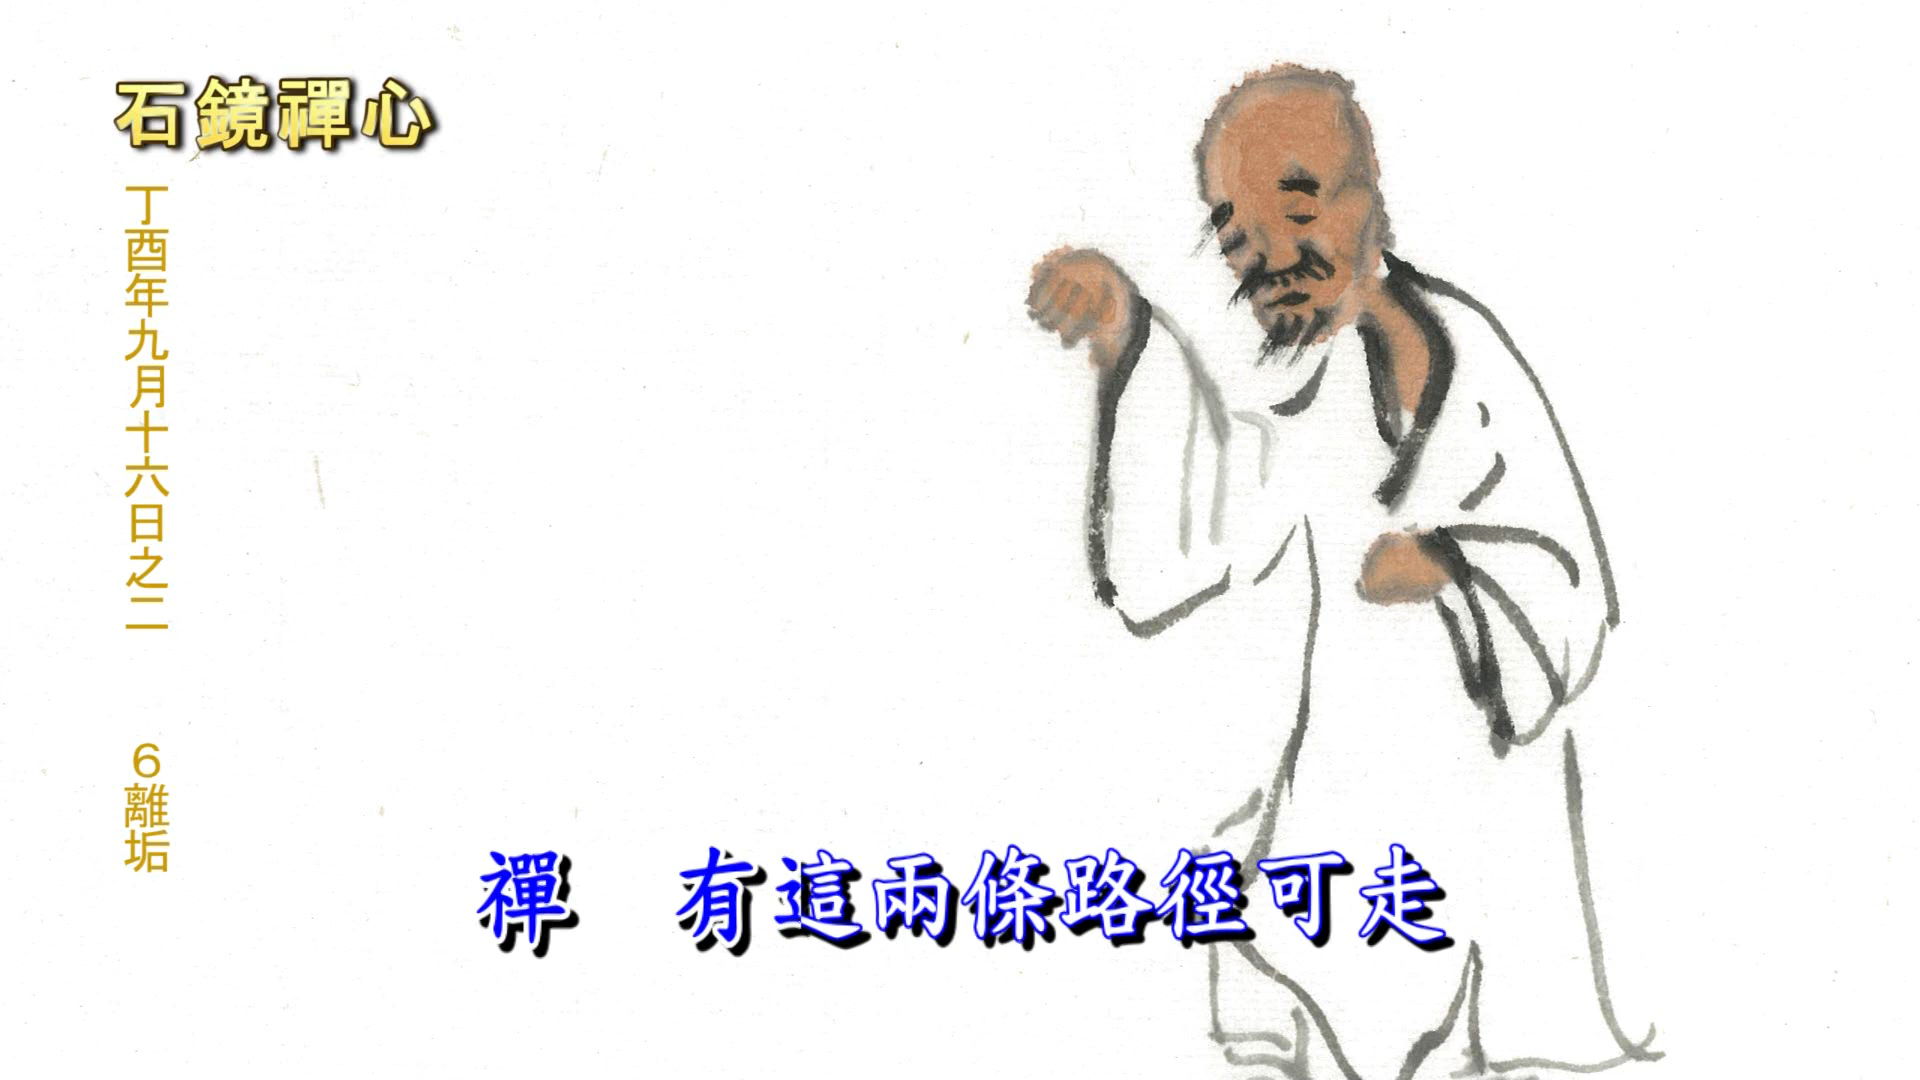 石鏡禪心
丁酉年九月十六日之二 6離垢
禪 有這兩條路徑可走